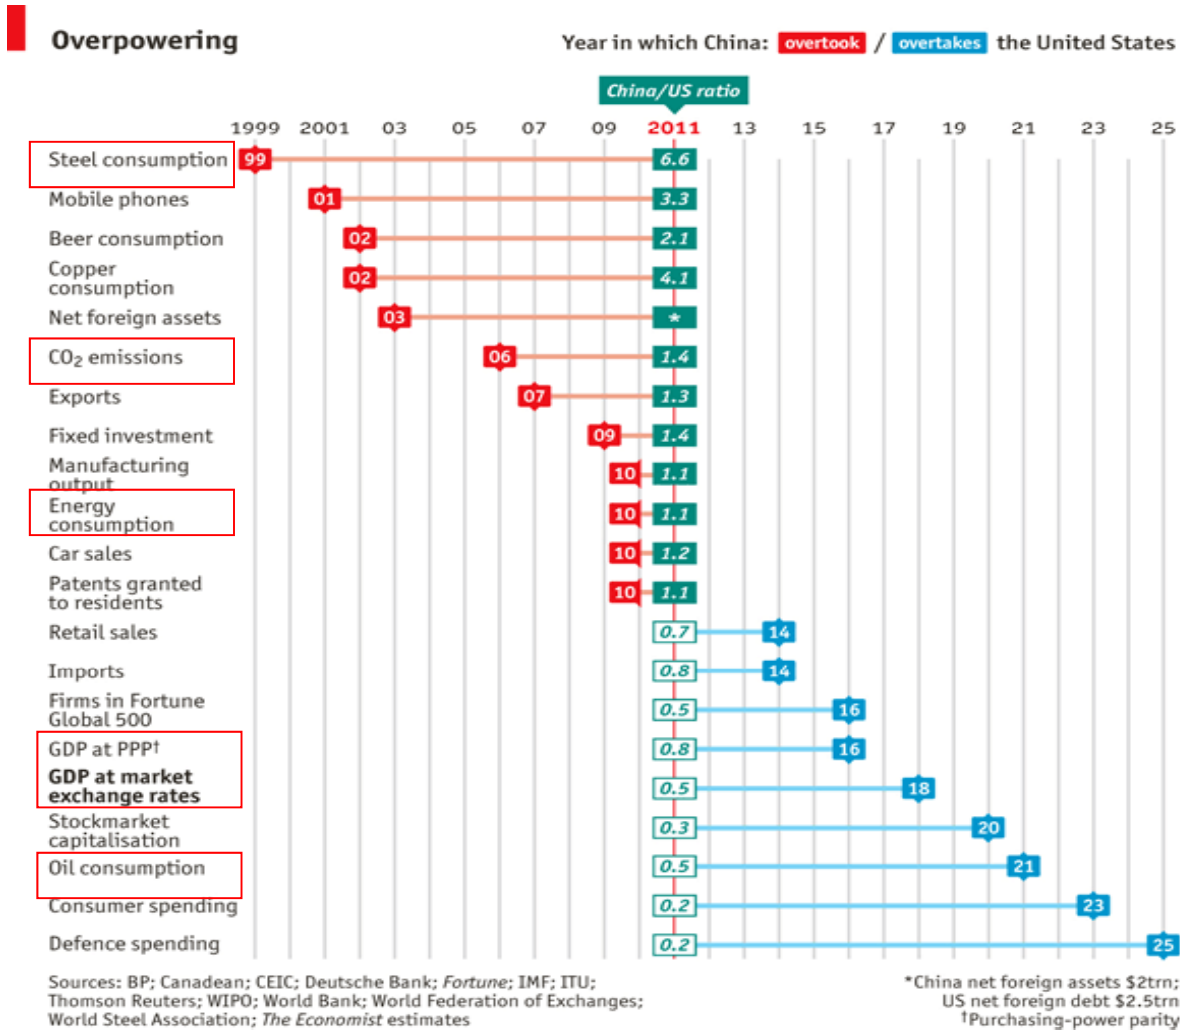 Overpowering
Year in which China: overtook / overtakes the United States
China/US ratio
1999 2001 03 05 07 09 2011 13 15 17 19 21 23 25
Steel consumption 99 6.6
Mobile phones 01 3.3
Beer consumption 02 2.1
Copper
consumption 02 4.1
Net foreign assets 03 *
CO₂ emissions 06 1.4
Exports 07 1.3
Fixed investment 09 1.4
Manufacturing
output 10 1.1
Energy
consumption 10 1.1
Car sales 10 1.2
Patents granted
to residents 10 1.1
Retail sales 0.7 14
Imports 0.8 14
Firms in Fortune
Global 500 0.5 16
GDP at PPP† 0.8 16
GDP at market
exchange rates 0.5 18
Stockmarket
capitalisation 0.3 20
Oil consumption 0.5 21
Consumer spending 0.2 23
Defence spending 0.2 25
Sources: BP; Canadean; CEIC; Deutsche Bank; Fortune; IMF; ITU;
Thomson Reuters; WIPO; World Bank; World Federation of Exchanges;
World Steel Association; The Economist estimates
*China net foreign assets $2trn;
US net foreign debt $2.5trn
†Purchasing-power parity